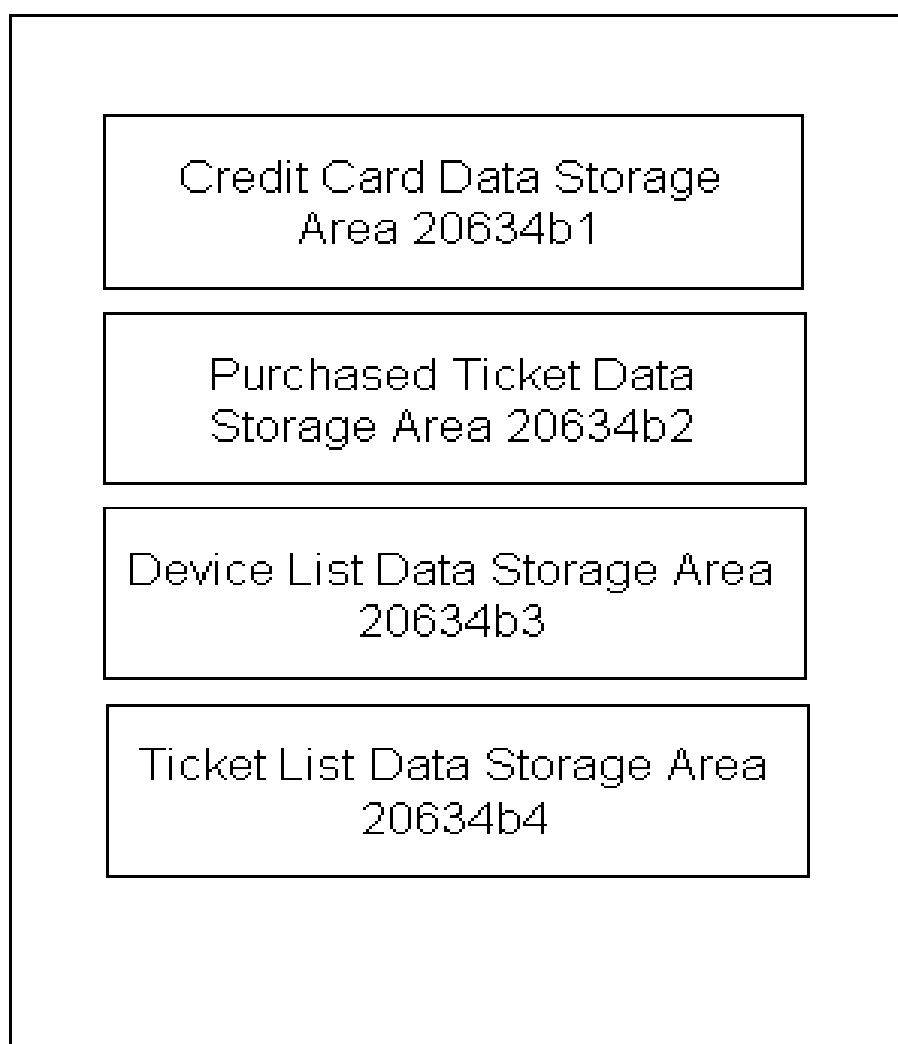 Credit Card Data Storage
Area 20634b1
Purchased Ticket Data
Storage Area 20634b2
Device List Data Storage Area
20634b3
Ticket List Data Storage Area
20634b4